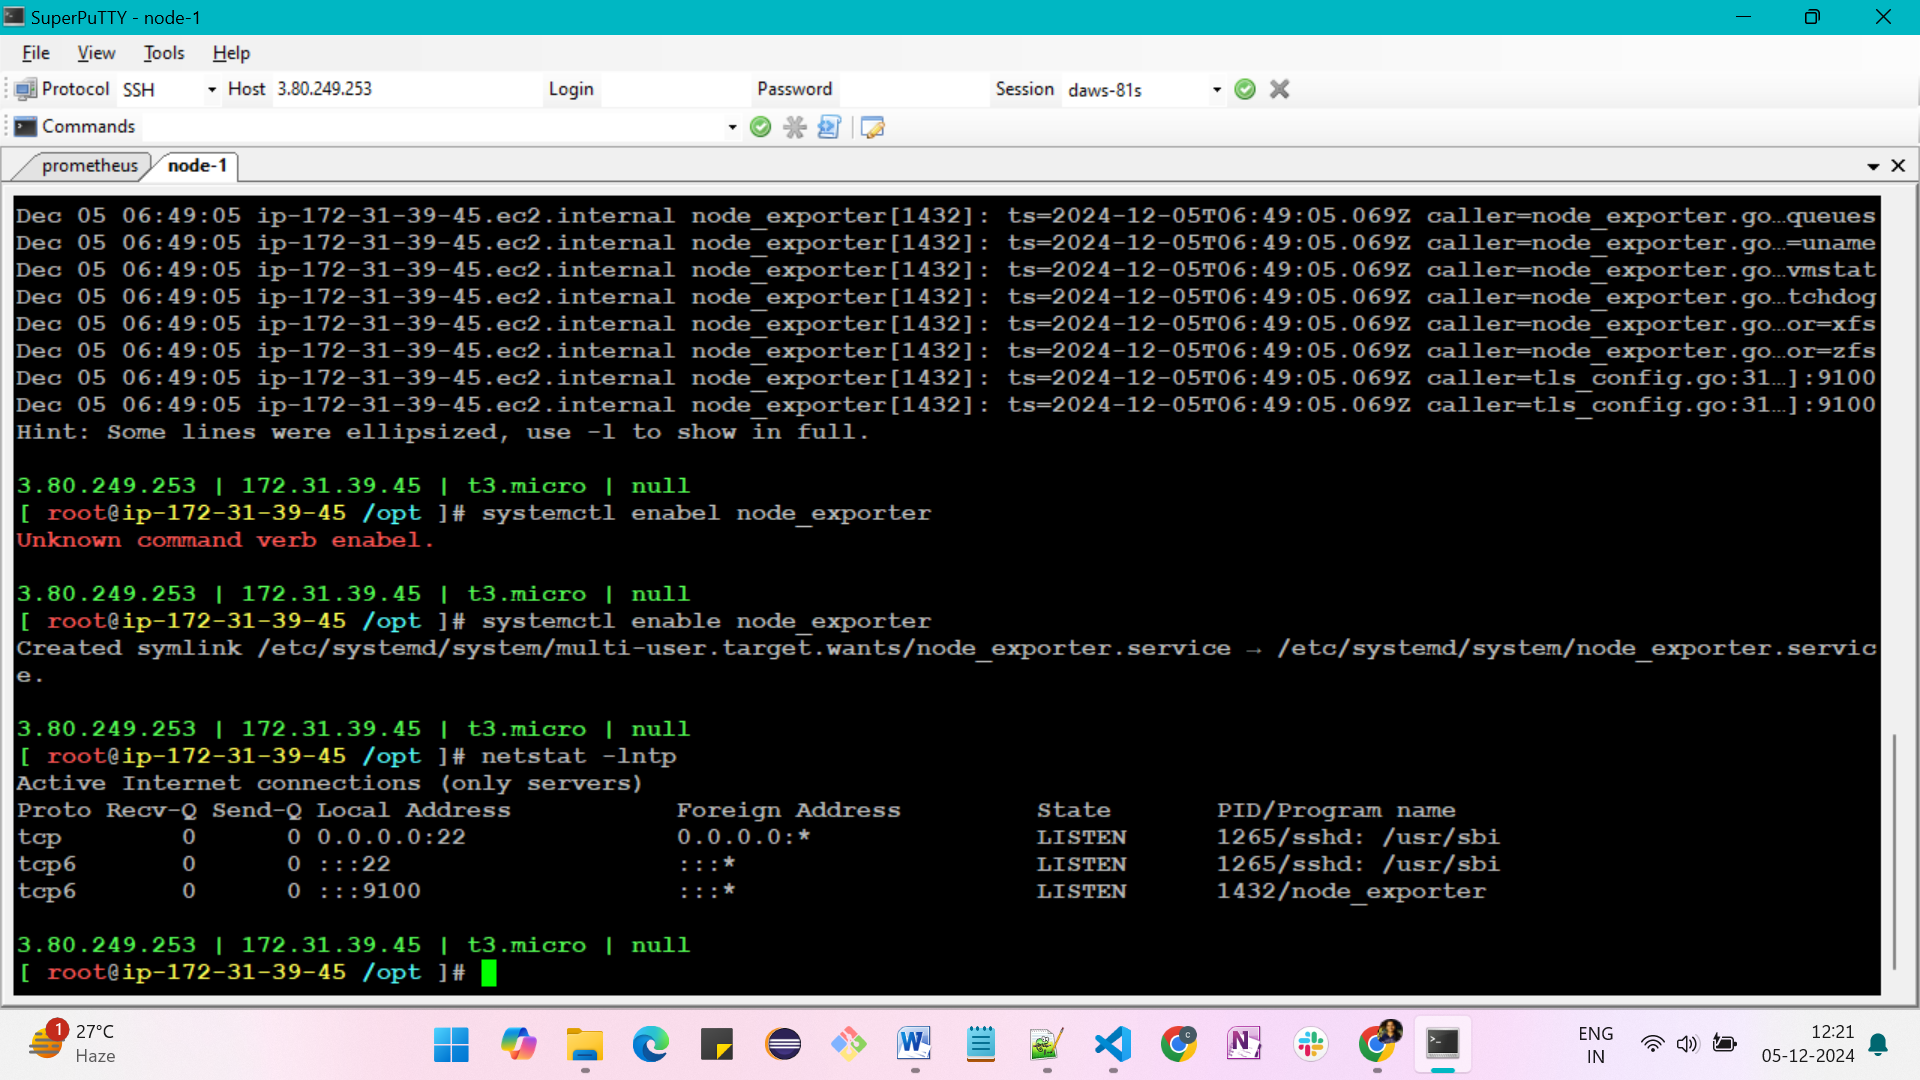 SuperPuTTY - node-1
File View Tools Help
Protocol SSH Host 3.80.249.253 Login Password Session daws-81s
Commands
prometheus node-1
Dec 05 06:49:05 ip-172-31-39-45.ec2.internal node_exporter[1432]: ts=2024-12-05T06:49:05.069Z caller=node_exporter.go…queues
Dec 05 06:49:05 ip-172-31-39-45.ec2.internal node_exporter[1432]: ts=2024-12-05T06:49:05.069Z caller=node_exporter.go…=uname
Dec 05 06:49:05 ip-172-31-39-45.ec2.internal node_exporter[1432]: ts=2024-12-05T06:49:05.069Z caller=node_exporter.go…vmstat
Dec 05 06:49:05 ip-172-31-39-45.ec2.internal node_exporter[1432]: ts=2024-12-05T06:49:05.069Z caller=node_exporter.go…tchdog
Dec 05 06:49:05 ip-172-31-39-45.ec2.internal node_exporter[1432]: ts=2024-12-05T06:49:05.069Z caller=node_exporter.go…or=xfs
Dec 05 06:49:05 ip-172-31-39-45.ec2.internal node_exporter[1432]: ts=2024-12-05T06:49:05.069Z caller=node_exporter.go…or=zfs
Dec 05 06:49:05 ip-172-31-39-45.ec2.internal node_exporter[1432]: ts=2024-12-05T06:49:05.069Z caller=tls_config.go:31…]:9100
Dec 05 06:49:05 ip-172-31-39-45.ec2.internal node_exporter[1432]: ts=2024-12-05T06:49:05.069Z caller=tls_config.go:31…]:9100
Hint: Some lines were ellipsized, use -l to show in full.
3.80.249.253 | 172.31.39.45 | t3.micro | null
[ root@ip-172-31-39-45 /opt ]# systemctl enabel node_exporter
Unknown command verb enabel.
3.80.249.253 | 172.31.39.45 | t3.micro | null
[ root@ip-172-31-39-45 /opt ]# systemctl enable node_exporter
Created symlink /etc/systemd/system/multi-user.target.wants/node_exporter.service → /etc/systemd/system/node_exporter.servic
e.
3.80.249.253 | 172.31.39.45 | t3.micro | null
[ root@ip-172-31-39-45 /opt ]# netstat -lntp
Active Internet connections (only servers)
Proto Recv-Q Send-Q Local Address Foreign Address State PID/Program name
tcp 0 0 0.0.0.0:22 0.0.0.0:* LISTEN 1265/sshd: /usr/sbi
tcp6 0 0 :::22 :::* LISTEN 1265/sshd: /usr/sbi
tcp6 0 0 :::9100 :::* LISTEN 1432/node_exporter
3.80.249.253 | 172.31.39.45 | t3.micro | null
[ root@ip-172-31-39-45 /opt ]#
1 27°C ENG 12:21
Haze IN 05-12-2024